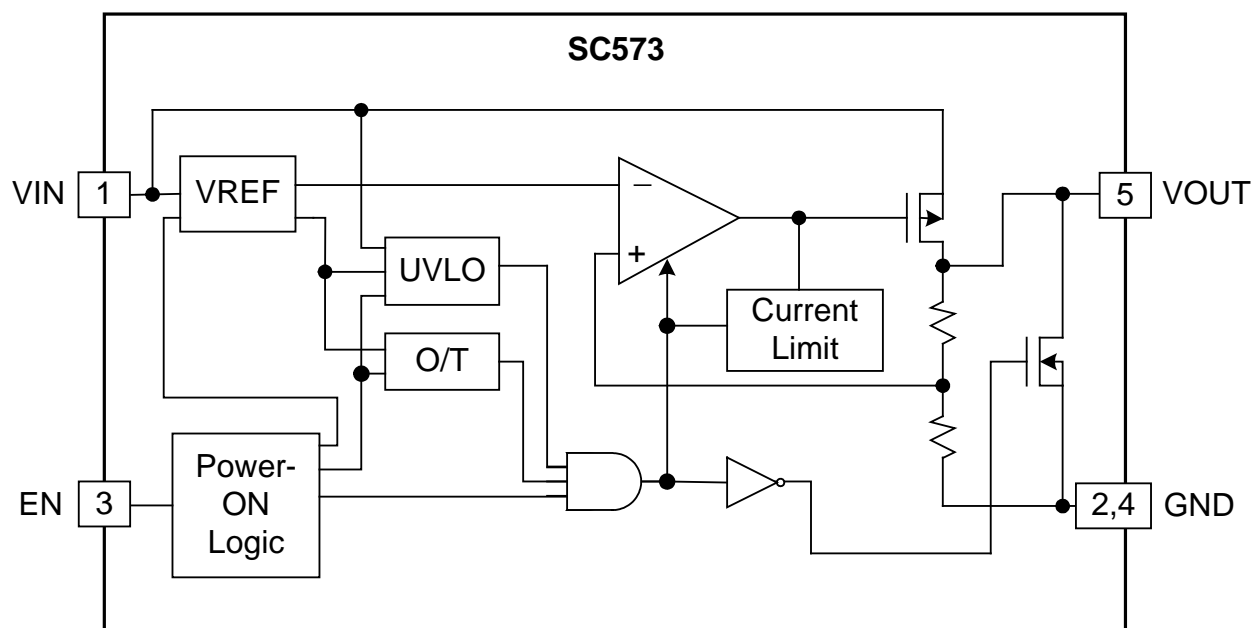 SC573
VIN
1
VREF
−
+
5
VOUT
UVLO
O/T
Current
Limit
Power-
ON
Logic
EN
3
2,4
GND